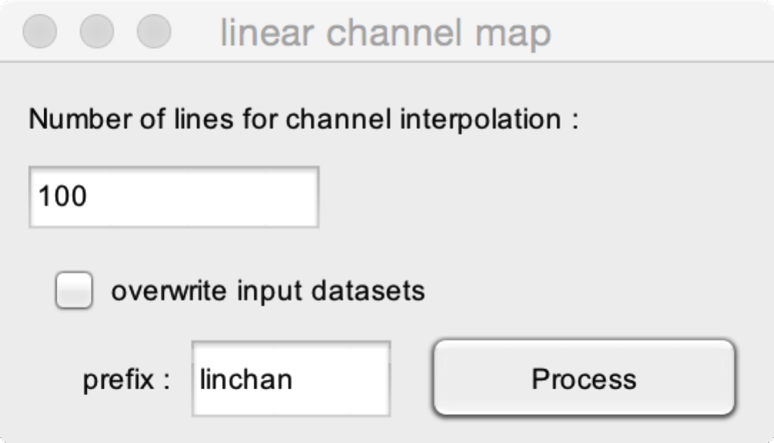 linear channel map
Number of lines for channel interpolation :
100
overwrite input datasets
prefix : linchan Process